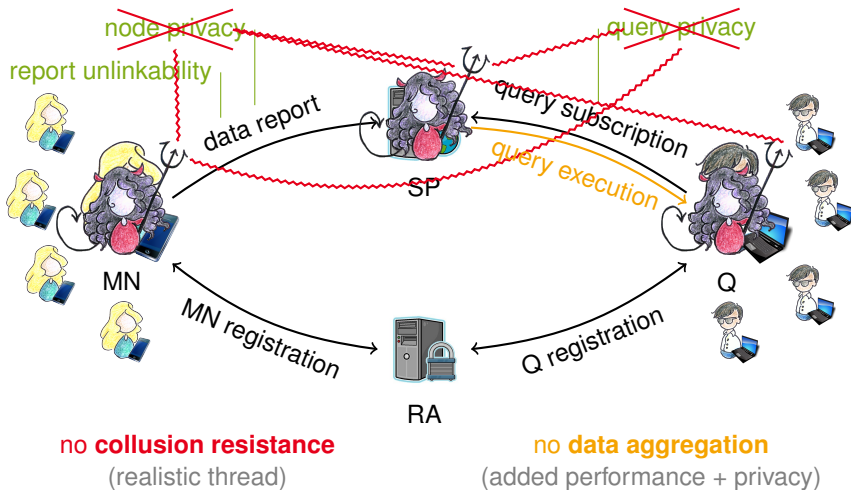 node privacy
query privacy
report unlinkability
data report
query subscription
query execution
SP
MN
Q
MN registration
Q registration
RA
no collusion resistance
(realistic thread)
no data aggregation
(added performance + privacy)